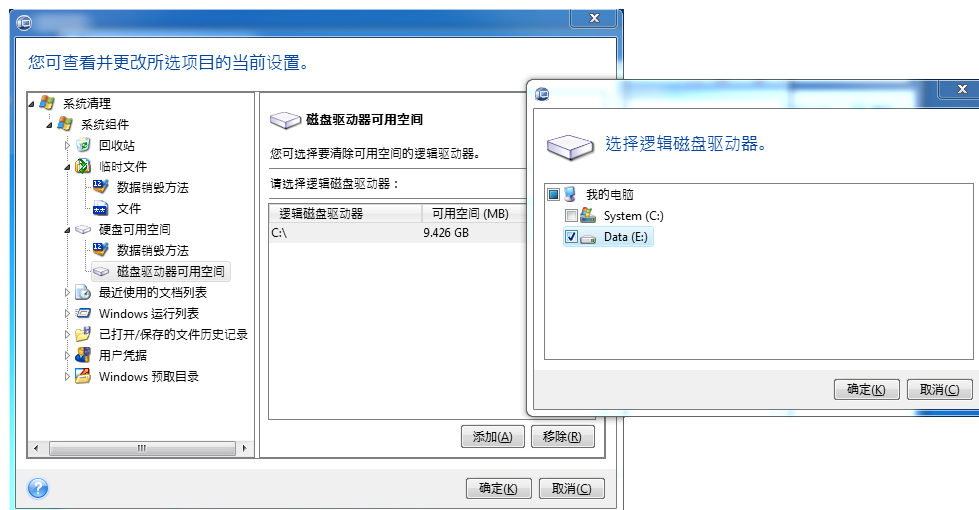 您可查看并更改所选项目的当前设置。
系统清理
系统组件
回收站
临时文件
数据销毁方法
文件
硬盘可用空间
数据销毁方法
磁盘驱动器可用空间
最近使用的文档列表
Windows 运行列表
已打开/保存的文件历史记录
用户凭据
Windows 预取目录
磁盘驱动器可用空间
您可选择要清除可用空间的逻辑驱动器。
请选择逻辑磁盘驱动器：
逻辑磁盘驱动器 可用空间 (MB)
C:\ 9.426 GB
添加(A) 移除(R)
确定(K) 取消(C)
选择逻辑磁盘驱动器。
我的电脑
System (C:)
Data (E:)
确定(K) 取消(C)